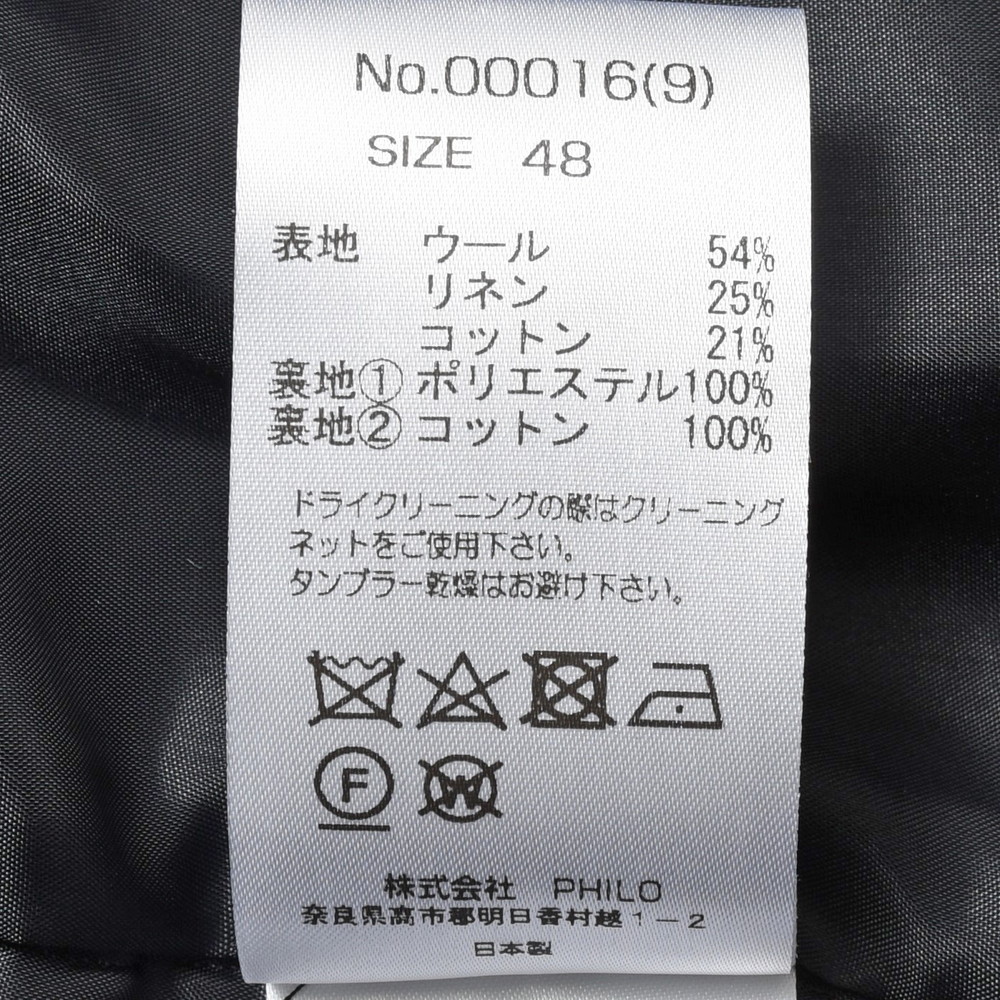 No.00016(9)
SIZE 48
表地 ウール 54%
リネン 25%
コットン 21%
裏地① ポリエステル 100%
裏地② コットン 100%
ドライクリーニングの際はクリーニング
ネットをご使用下さい。
タンブラー乾燥はお避け下さい。
F W
株式会社 PHILO
奈良県高市郡明日香村越1-2
日本製